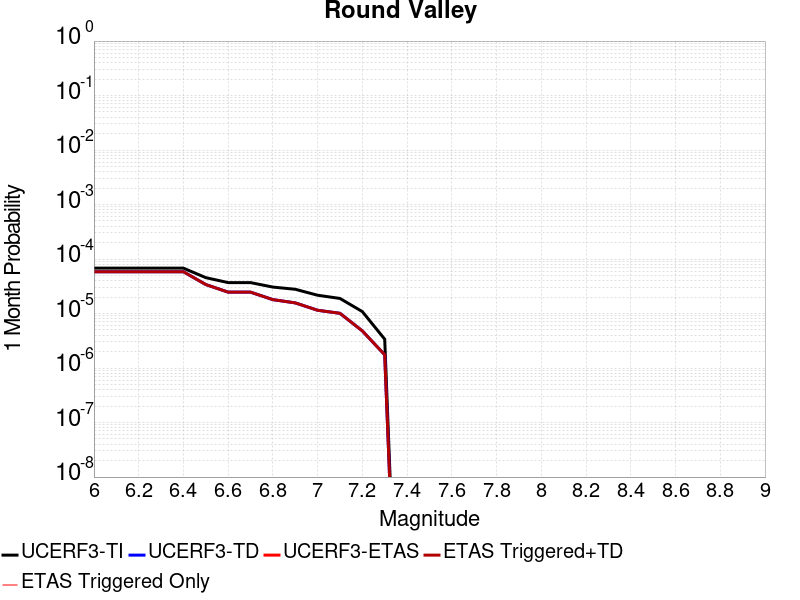 Round Valley
10^0
10^-1
10^-2
10^-3
10^-4
10^-5
10^-6
10^-7
10^-8
1 Month Probability
6 6.2 6.4 6.6 6.8 7 7.2 7.4 7.6 7.8 8 8.2 8.4 8.6 8.8 9
Magnitude
UCERF3-TI UCERF3-TD UCERF3-ETAS ETAS Triggered+TD
ETAS Triggered Only